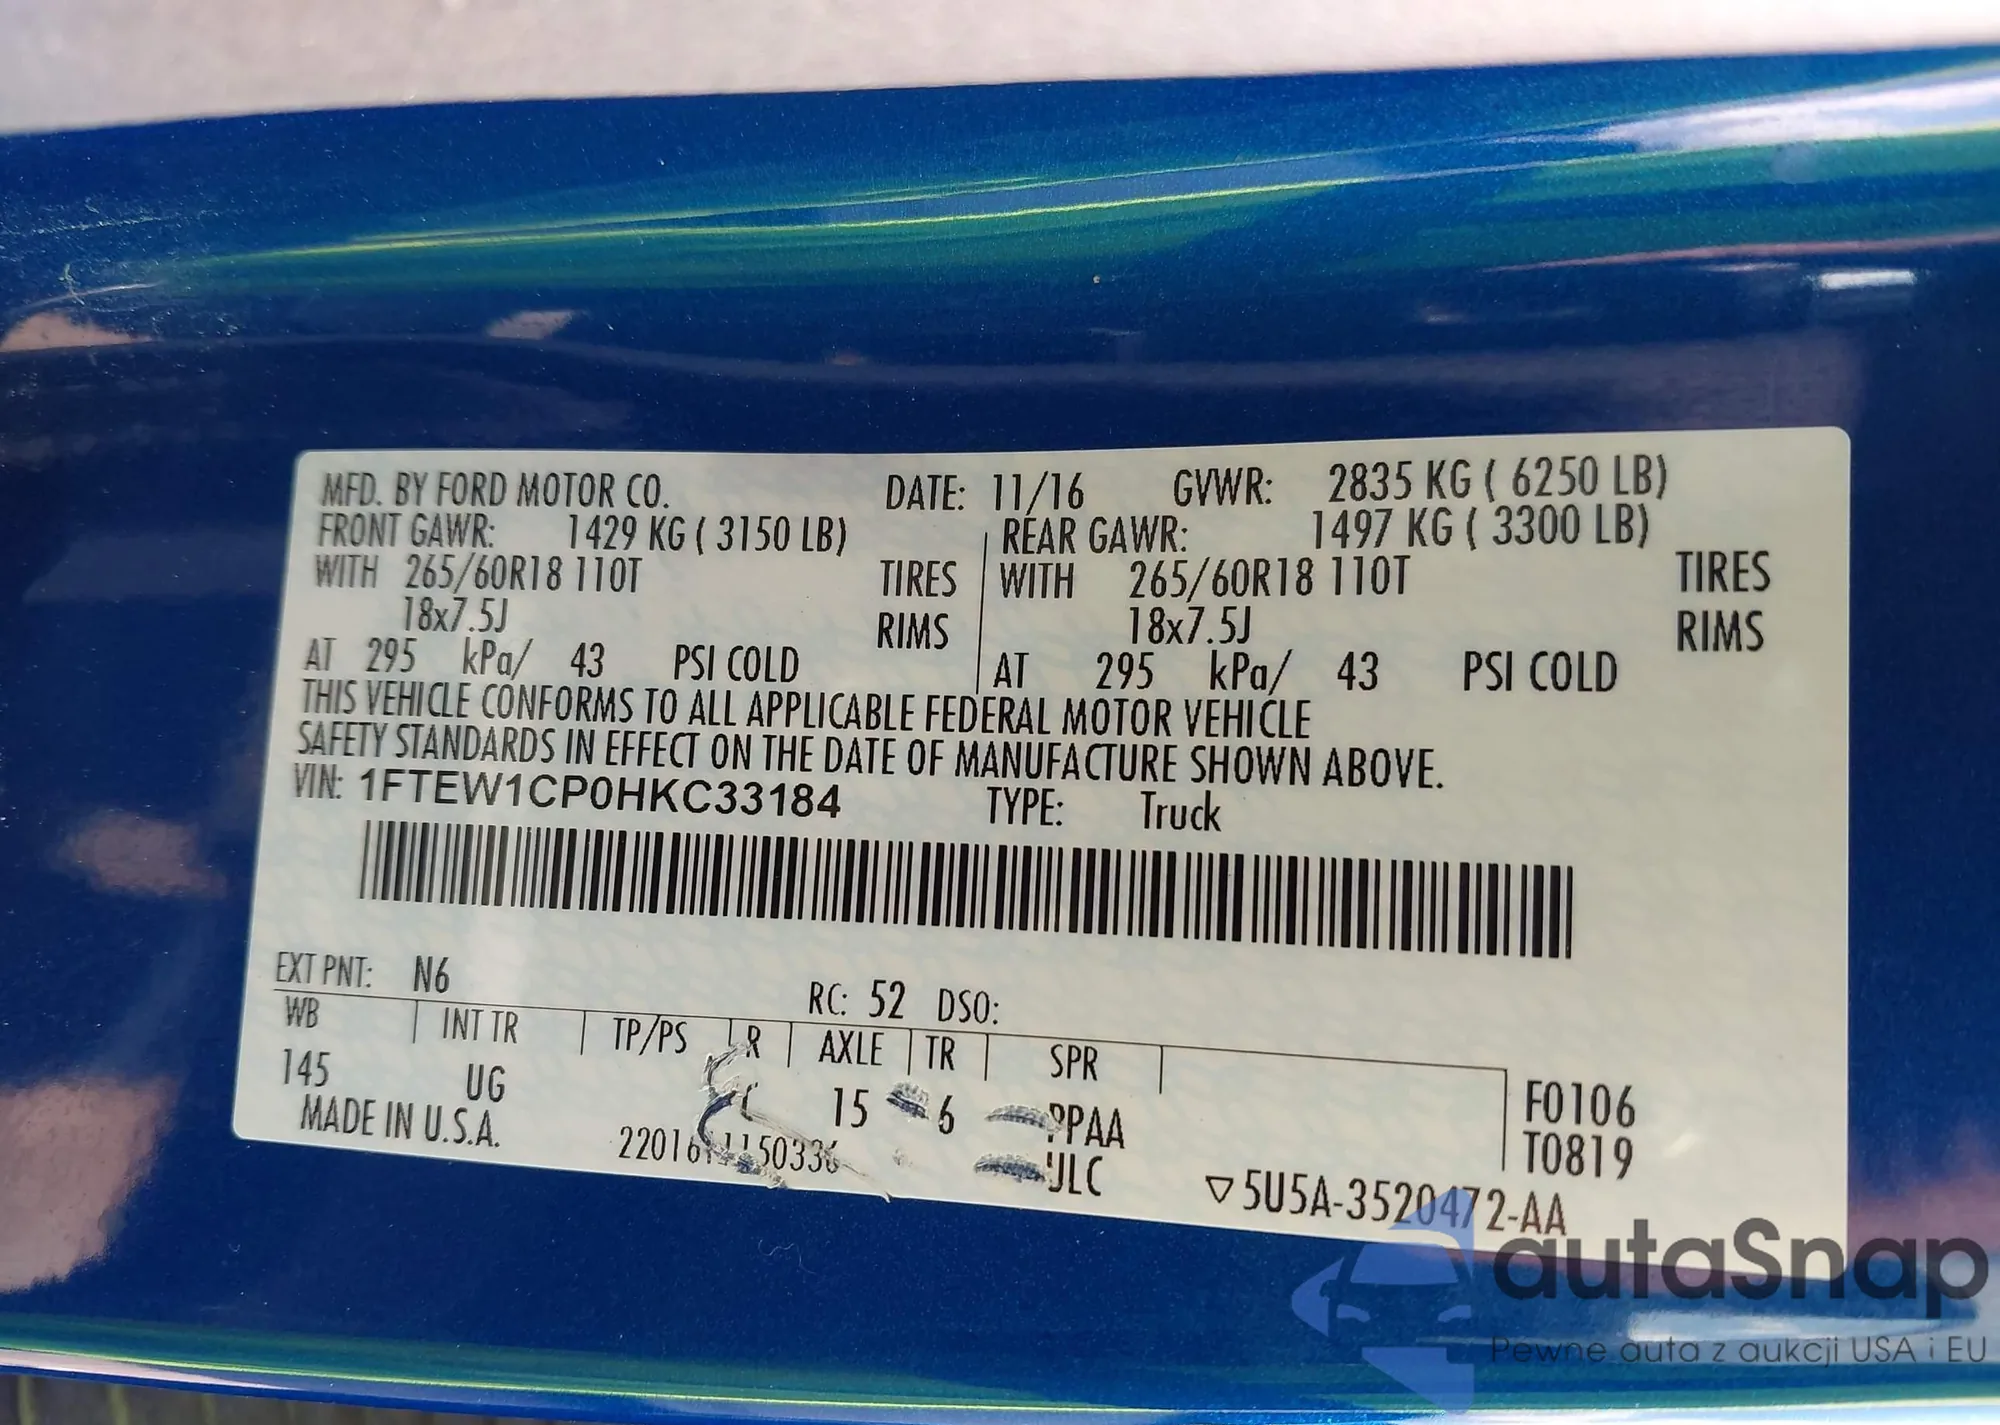 MFD. BY FORD MOTOR CO. DATE: 11/16 GVWR: 2835 KG ( 6250 LB)
FRONT GAWR: 1429 KG ( 3150 LB) REAR GAWR: 1497 KG ( 3300 LB)
WITH 265/60R18 110T TIRES WITH 265/60R18 110T TIRES
18x7.5J RIMS 18x7.5J RIMS
AT 295 kPa/ 43 PSI COLD AT 295 kPa/ 43 PSI COLD
THIS VEHICLE CONFORMS TO ALL APPLICABLE FEDERAL MOTOR VEHICLE
SAFETY STANDARDS IN EFFECT ON THE DATE OF MANUFACTURE SHOWN ABOVE.
VIN: 1FTEW1CP0HKC33184 TYPE: Truck
EXT PNT: N6 RC: 52 DSO:
WB INT TR TP/PS R AXLE TR SPR
145 UG 15 6 PPAA F0106
MADE IN U.S.A. ULC T0819
▽5U5A-3520472-AA
autaSnap
Pewne auta z aukcji USA i EU